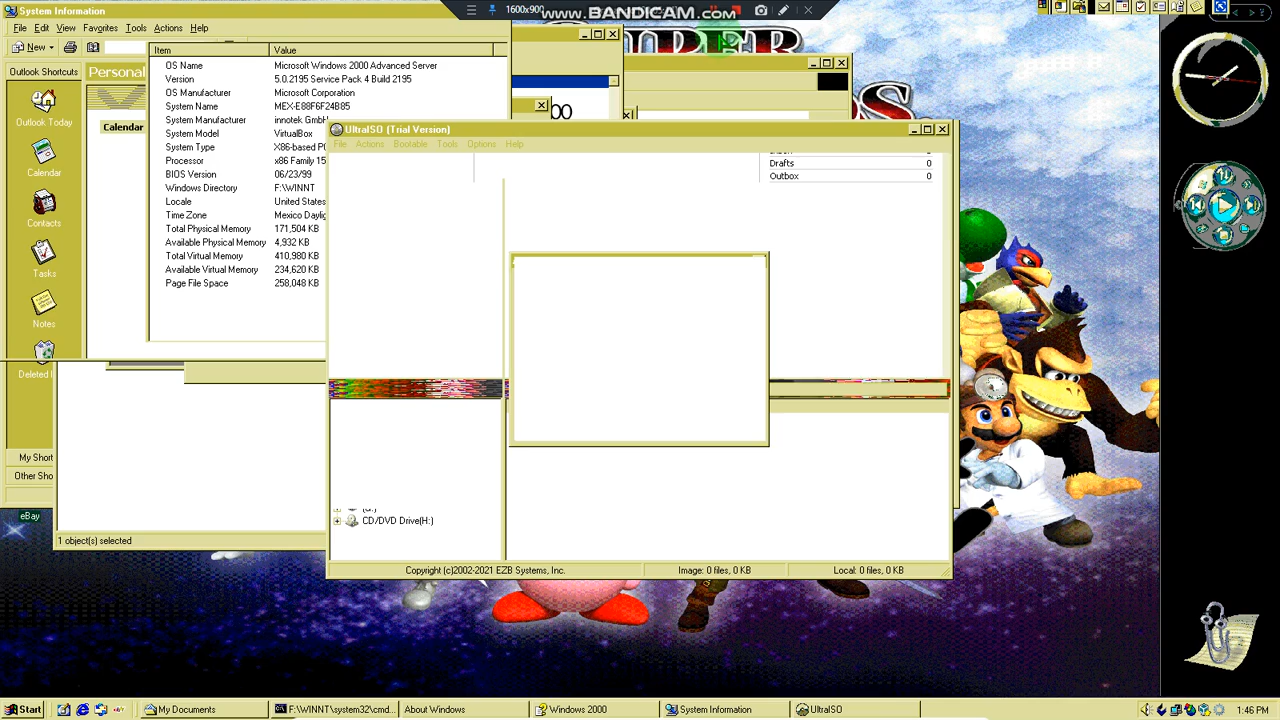 System Information
1600x900
www.BANDICAM.com
File Edit View Favorites Tools Actions Help
New
Item Value
Outlook Shortcuts
Personal
OS Name Microsoft Windows 2000 Advanced Server
Version 5.0.2195 Service Pack 4 Build 2195
OS Manufacturer Microsoft Corporation
System Name MEX-E88F6F24B85
System Manufacturer innotek GmbH
System Model VirtualBox
System Type X86-based
Processor x86 Family 15
BIOS Version 06/23/99
Windows Directory F:\WINNT
Locale United States
Time Zone Mexico
Total Physical Memory 171,504 KB
Available Physical Memory 4,932 KB
Total Virtual Memory 410,980 KB
Available Virtual Memory 234,620 KB
Page File Space 258,048 KB
Outlook Today
Calendar
Calendar
Contacts
Tasks
Notes
My
Other
eBay
1 object(s) selected
UltraISO (Trial Version)
File Actions Bootable Tools Options Help
Drafts 0
Outbox 0
CD/DVD Drive(H:)
Copyright (c)2002-2021 EZB Systems, Inc.
Image: 0 files, 0 KB
Local: 0 files, 0 KB
Start
My Documents
F:\WINNT\system32\cmd....
About Windows
Windows 2000
System Information
UltraISO
1:46 PM